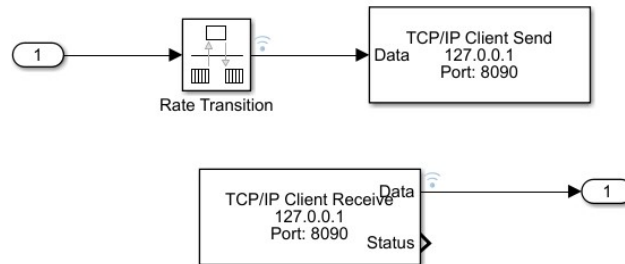 1
Rate Transition
Data
TCP/IP Client Send
127.0.0.1
Port: 8090
TCP/IP Client Receive
127.0.0.1
Port: 8090
Data
Status
1